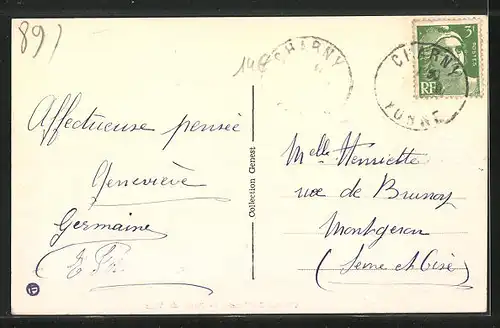 89)
146
CHARNY
3F
POSTES
RF
CHARNY
YONNE
Affectueuse pensée
Geneviève
Germaine
Collection Genest
Melle Henriette
rue de Brunoy
Montgeron
(Seine et Oise)